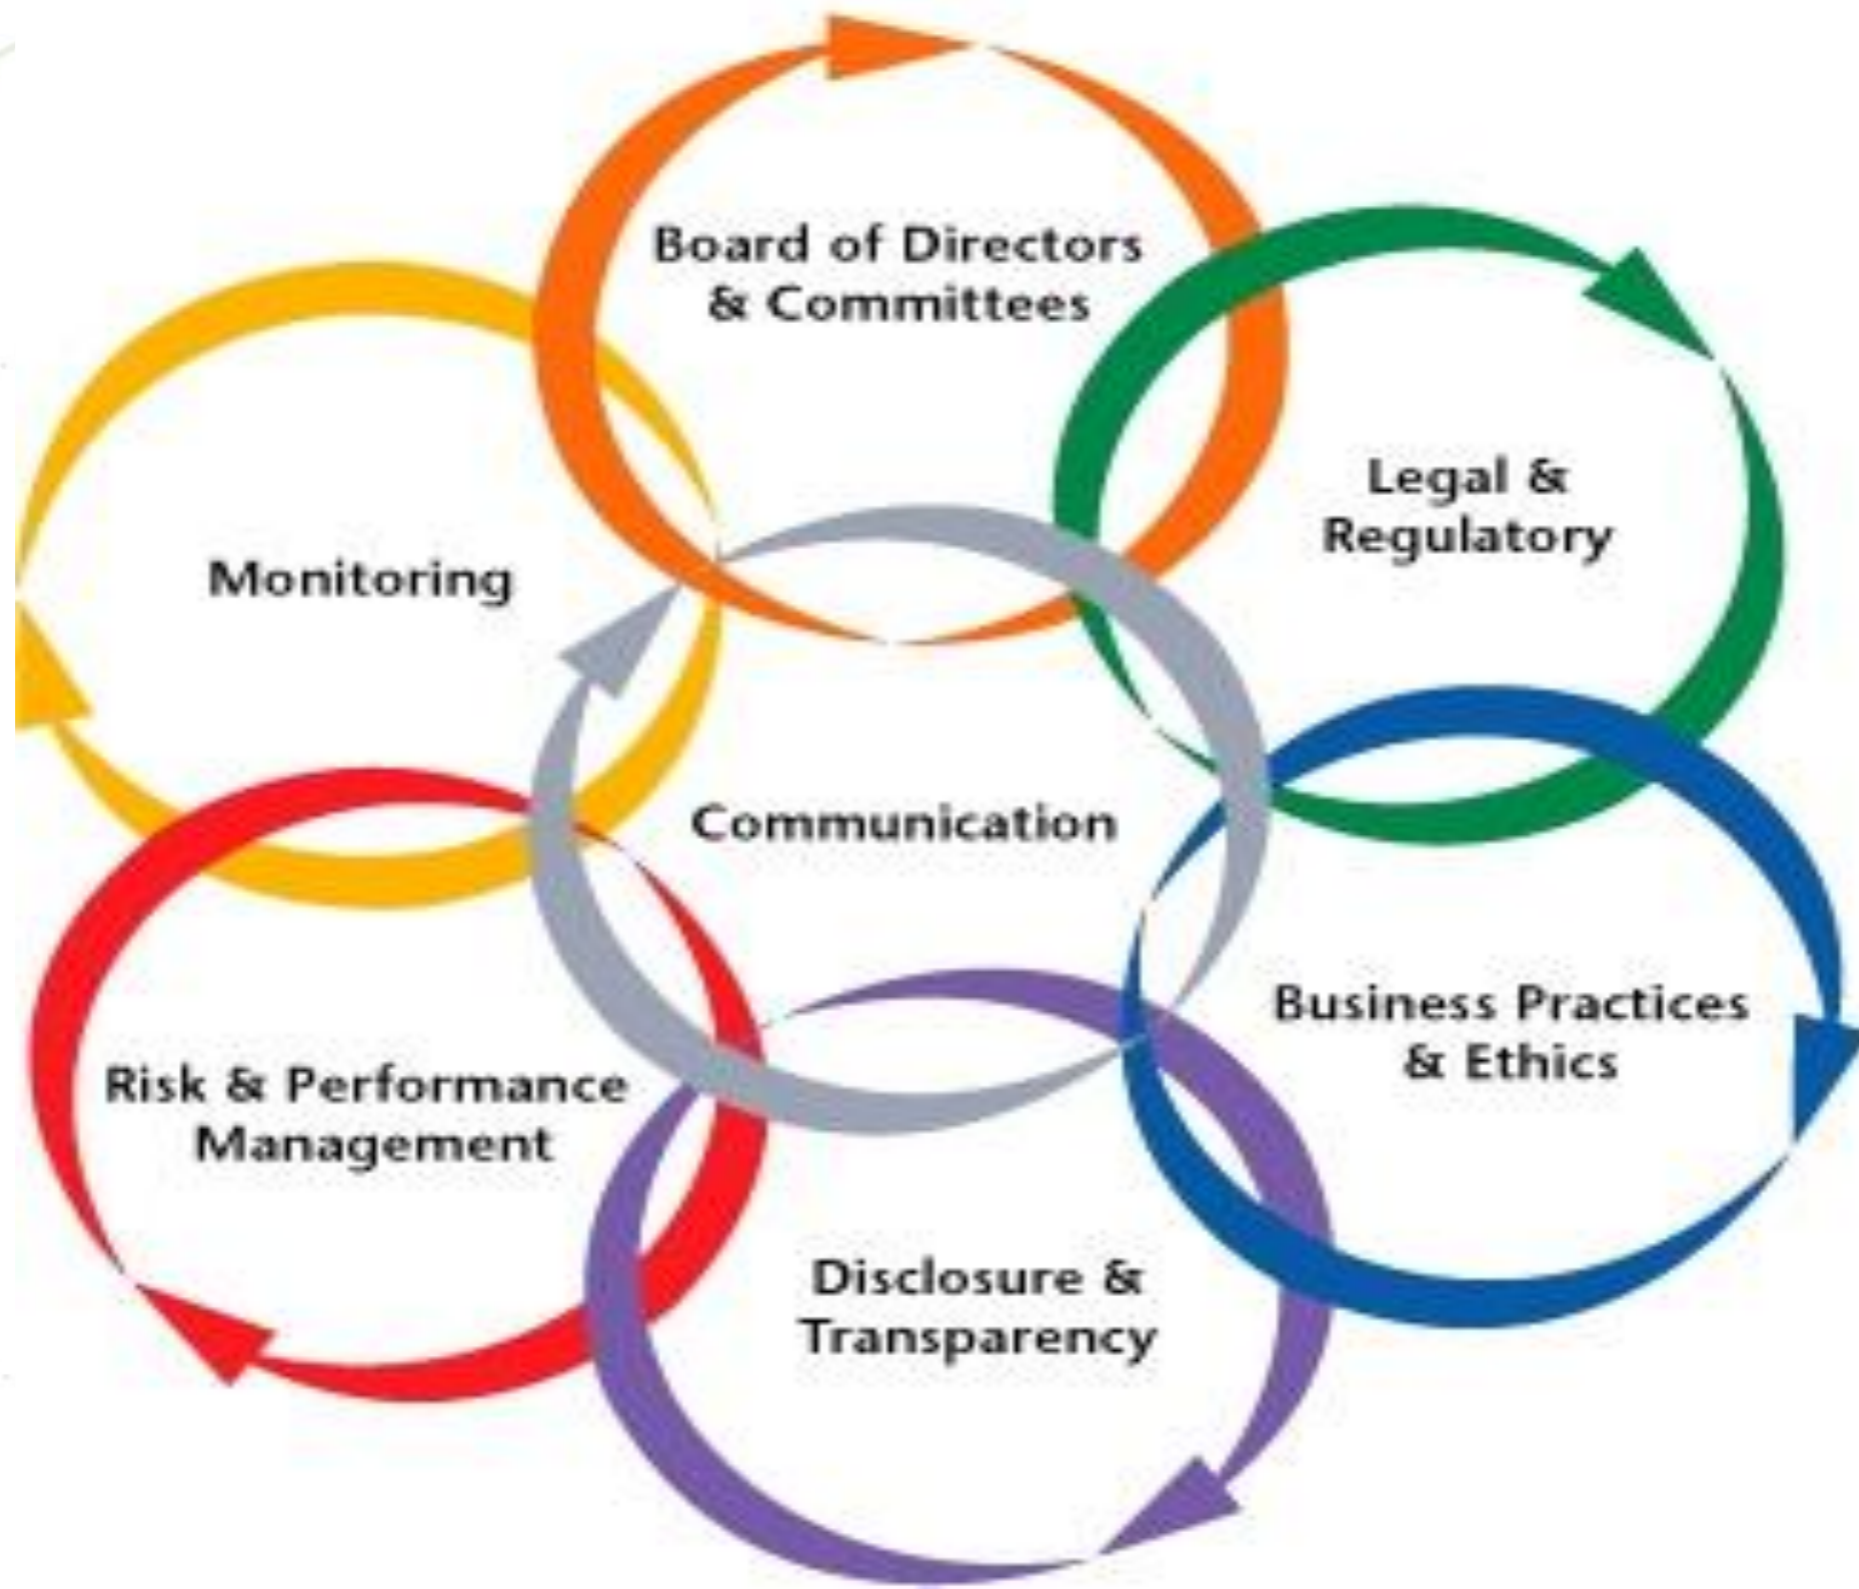 Board of Directors
& Committees
Legal &
Regulatory
Monitoring
Communication
Business Practices
& Ethics
Risk & Performance
Management
Disclosure &
Transparency